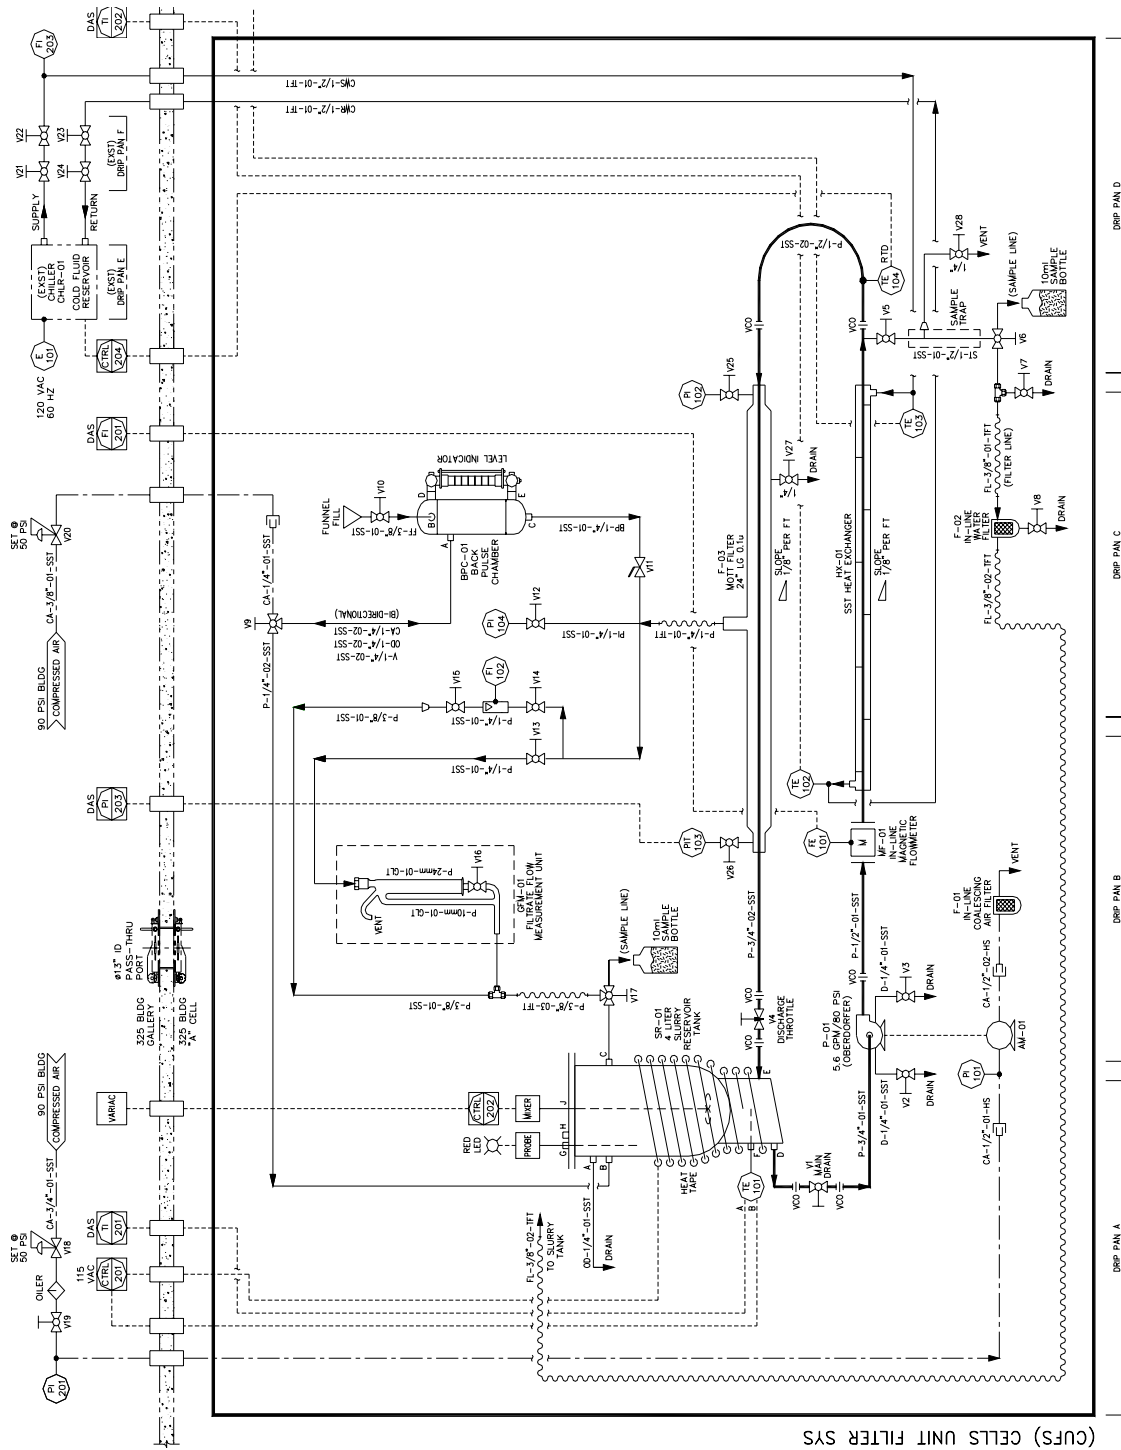 DAS
TI
202
FI
203
V22
V23
V21
V24
(EXST)
DRIP PAN F
SUPPLY
RETURN
(EXST)
CHILLER
CHLR-01
COLD FLUID
RESERVOIR
(EXST)
DRIP PAN E
E
101
120 VAC
60 HZ
CTRL
204
DAS
FI
201
SET @
50 PSI
V20
CA-3/8"-01-SST
90 PSI BLDG
COMPRESSED AIR
DAS
PI
203
ø13" ID
PASS-THRU
PORT
325 BLDG
GALLERY
325 BLDG
"A" CELL
90 PSI BLDG
COMPRESSED AIR
VARIAC
CA-3/4"-01-SST
SET @
50 PSI
V18
OILER
V19
PI
201
DAS
TI
201
115
VAC
CTRL
201
CWS-1/2"-01-TFT
CWR-1/2"-01-TFT
CA-1/4"-01-SST
V9
P-1/4"-02-SST
FUNNEL
FILL
V10
FF-3/8"-01-SST
LEVEL INDICATOR
A
B
C
D
E
BPC-01
BACK
PULSE
CHAMBER
BP-1/4"-01-SST
V11
(BI-DIRECTIONAL)
CA-1/4"-02-SST
OD-1/4"-02-SST
V-1/4"-02-SST
PI
104
V12
PI-1/4"-01-SST
P-1/4"-01-TFT
FI
102
V15
V14
P-3/8"-01-SST
P-1/4"-01-SST
V13
P-1/4"-01-SST
P-24mm-01-GLT
P-10mm-01-GLT
V16
VENT
GFM-01
FILTRATE FLOW
MEASUREMENT UNIT
P-3/8"-01-SST
P-3/8"-03-TFT
V17
(SAMPLE LINE)
10ml
SAMPLE
BOTTLE
SR-01
4 LITER
SLURRY
RESERVOIR
TANK
CTRL
202
MIXER
RED
LED
PROBE
G
H
J
A
B
C
D
E
F
HEAT
TAPE
TE
101
A
B
OD-1/4"-01-SST
DRAIN
FL-3/8"-02-TFT
TO SLURRY
TANK
P-1/2"-02-SST
RTD
TE
104
VCO
VCO
V5
V28
1/4"
VENT
SAMPLE
TRAP
ST-1/2"-01-SST
(SAMPLE LINE)
10ml
SAMPLE
BOTTLE
V6
V7
DRAIN
PI
102
V25
V27
1/4"
DRAIN
TE
103
FL-3/8"-01-TFT
(FILTER LINE)
F-02
IN-LINE
WATER
FILTER
V8
DRAIN
FL-3/8"-02-TFT
F-03
MOTT FILTER
24" LG 0.1u
SLOPE
1/8" PER FT
HX-01
SST HEAT EXCHANGER
SLOPE
1/8" PER FT
TE
102
PIT
103
V26
FE
101
M
MF-01
IN-LINE
MAGNETIC
FLOWMETER
P-3/4"-02-SST
P-1/2"-01-SST
VCO
VCO
V4
DISCHARGE
THROTTLE
VCO
P-01
5.6 GPM/80 PSI
(OBERDORFER)
D-1/4"-01-SST
V3
DRAIN
V2
DRAIN
D-1/4"-01-SST
P-3/4"-01-SST
V1
MAIN
DRAIN
VCO
VCO
F-01
IN-LINE
COALESCING
AIR FILTER
VENT
CA-1/2"-02-HS
AM-01
PI
101
CA-1/2"-01-HS
DRIP PAN D
DRIP PAN C
DRIP PAN B
DRIP PAN A
(CUFS) CELLS UNIT FILTER SYS